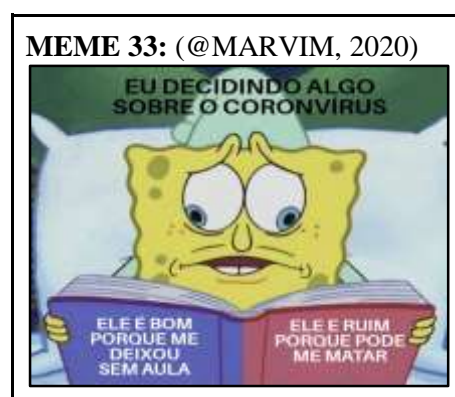 MEME 33: (@MARVIM, 2020)
EU DECIDINDO ALGO
SOBRE O CORONVÍRUS
ELE É BOM
PORQUE ME
DEIXOU
SEM AULA
ELE E RUIM
PORQUE PODE
ME MATAR